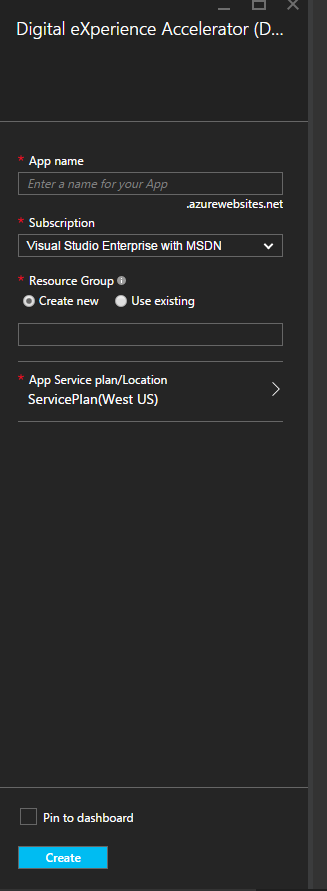 Digital eXperience Accelerator (D...
* App name
Enter a name for your App
.azurewebsites.net
* Subscription
Visual Studio Enterprise with MSDN
* Resource Group
Create new Use existing
* App Service plan/Location
ServicePlan(West US)
Pin to dashboard
Create